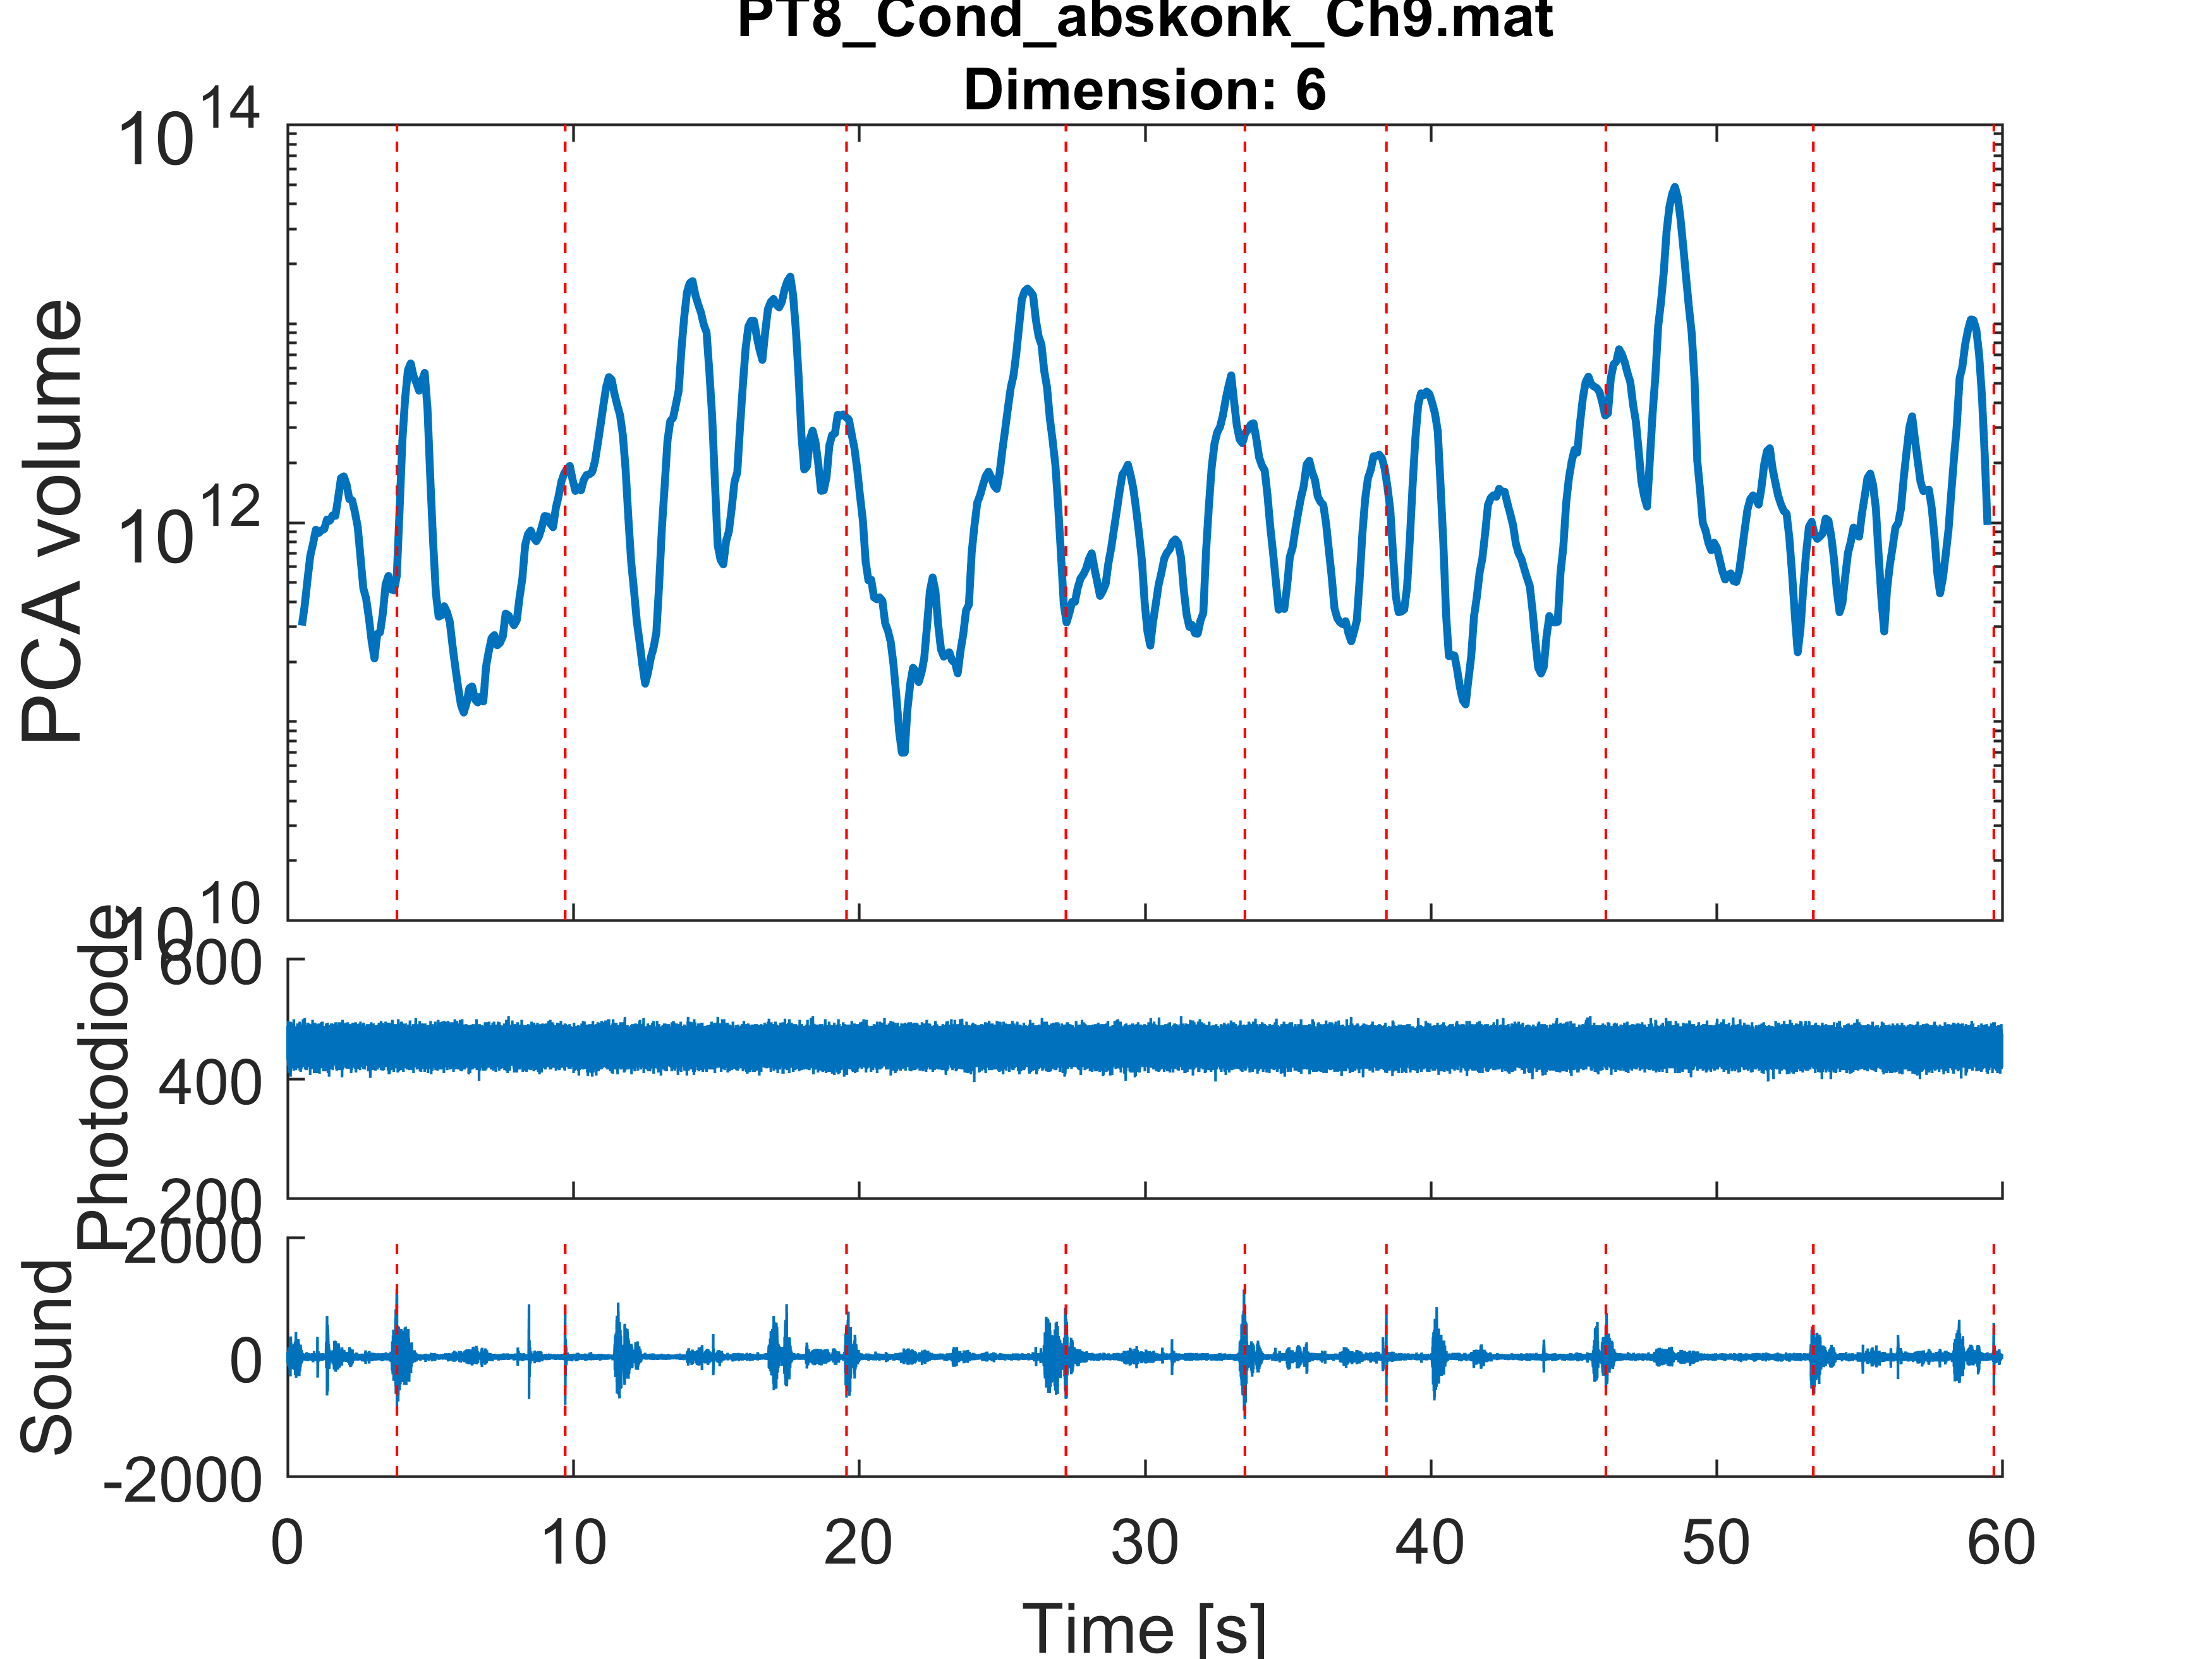 PT8_Cond_abskonk_Ch9.mat
Dimension: 6
PCA volume
10^14
10^12
10^10
Photodiode
600
400
200
Sound
2000
0
-2000
0 10 20 30 40 50 60
Time [s]